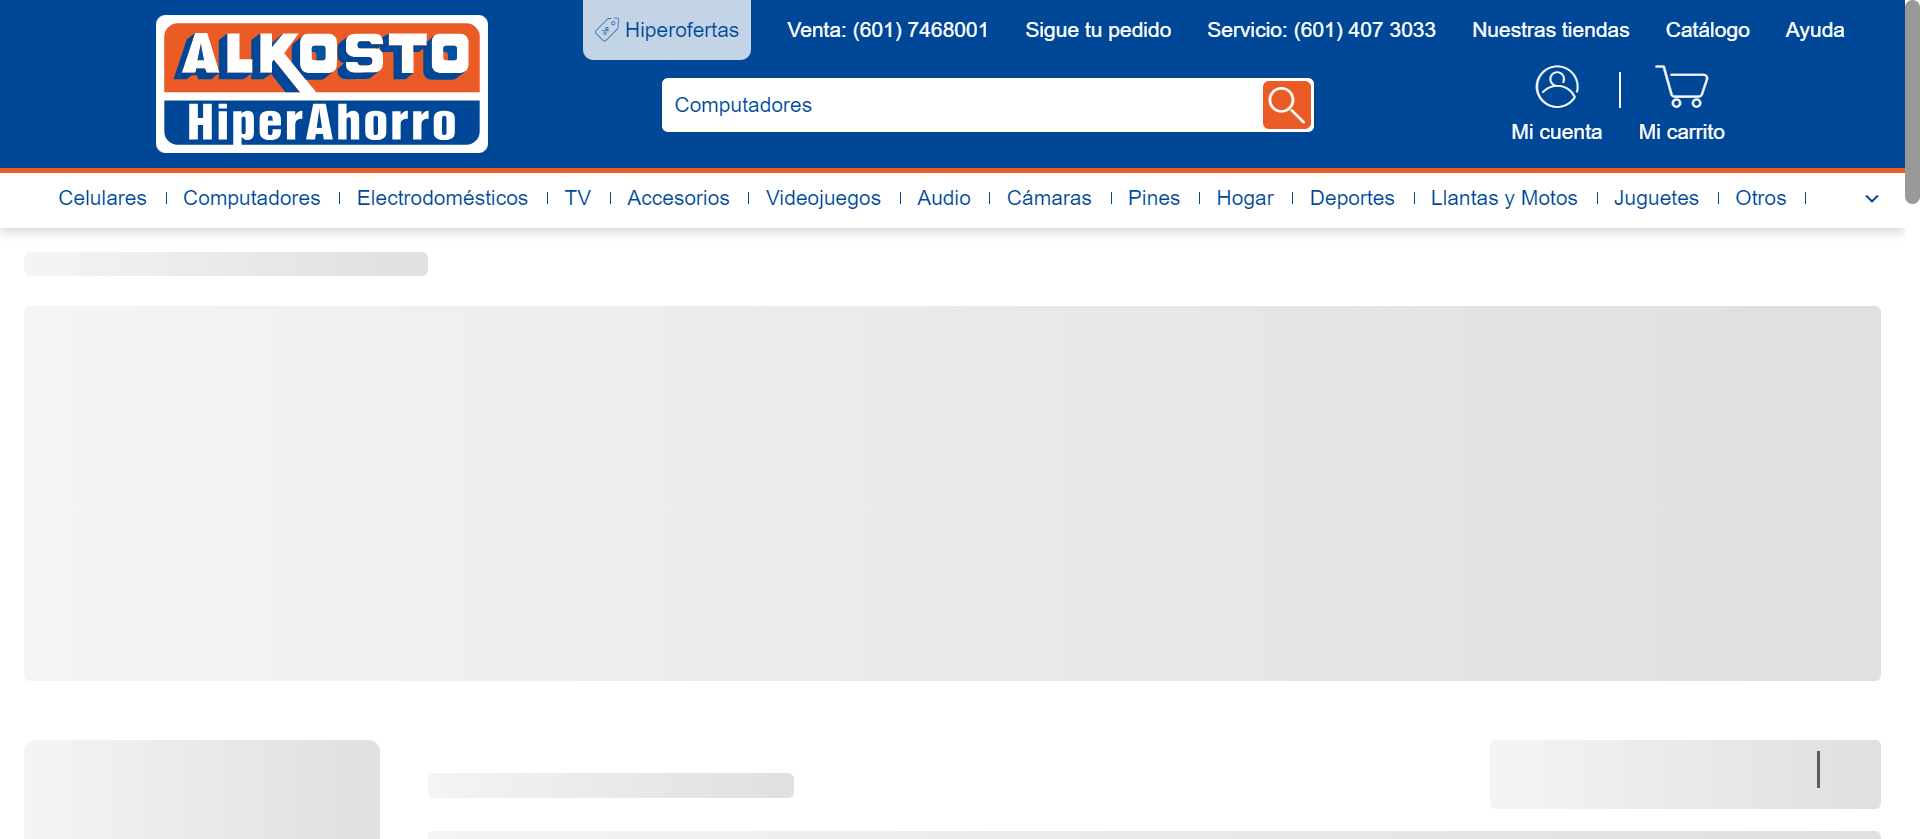 ALKOSTO
HiperAhorro
Hiperofertas
Venta: (601) 7468001
Sigue tu pedido
Servicio: (601) 407 3033
Nuestras tiendas
Catálogo
Ayuda
Computadores
Mi cuenta
Mi carrito
Celulares
Computadores
Electrodomésticos
TV
Accesorios
Videojuegos
Audio
Cámaras
Pines
Hogar
Deportes
Llantas y Motos
Juguetes
Otros